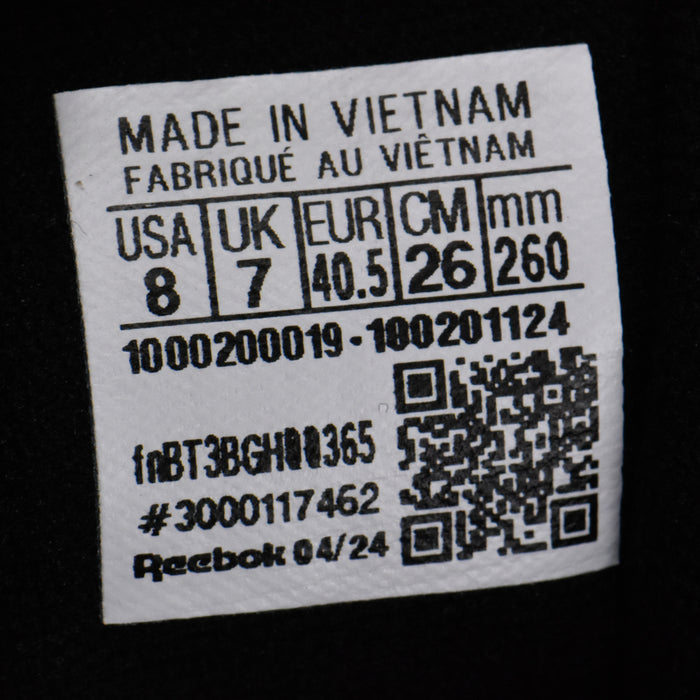 MADE IN VIETNAM
FABRIQUÉ AU VIÊTNAM
USA UK EUR CM mm
8 7 40.5 26 260
1000200019-100201124
fnBT3BGH00365
#3000117462
Reebok 04/24